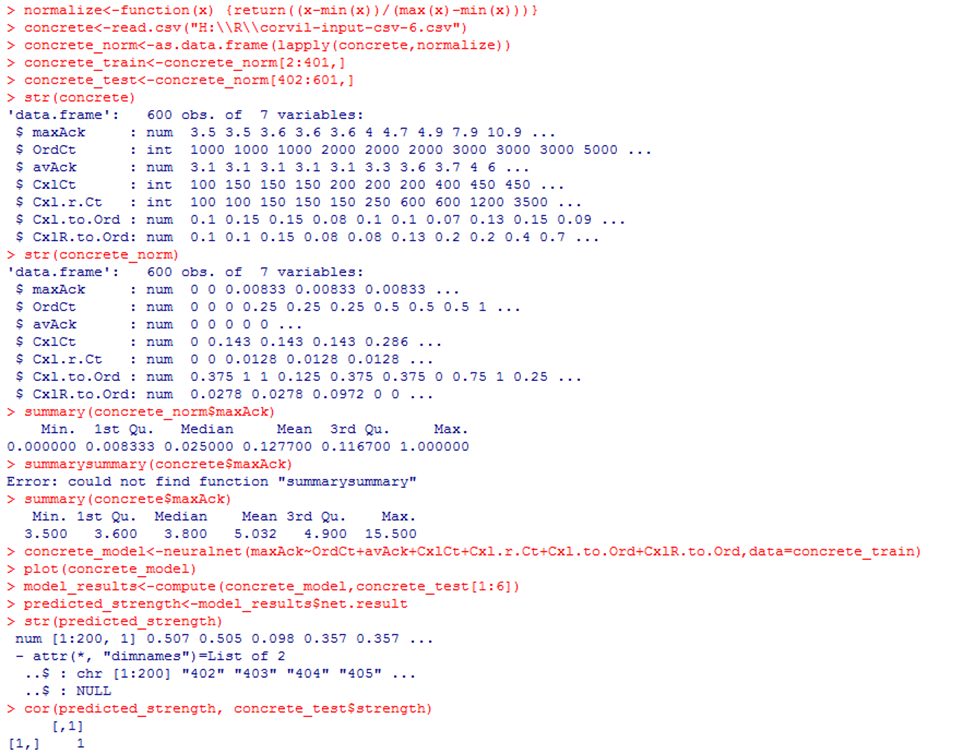 > normalize<-function(x) {return((x-min(x))/(max(x)-min(x)))}
> concrete<-read.csv("H:\\R\\corvil-input-csv-6.csv")
> concrete_norm<-as.data.frame(lapply(concrete,normalize))
> concrete_train<-concrete_norm[2:401,]
> concrete_test<-concrete_norm[402:601,]
> str(concrete)
'data.frame':   600 obs. of  7 variables:
 $ maxAck     : num  3.5 3.5 3.6 3.6 3.6 4 4.7 4.9 7.9 10.9 ...
 $ OrdCt      : int  1000 1000 1000 2000 2000 2000 3000 3000 3000 5000 ...
 $ avAck      : num  3.1 3.1 3.1 3.1 3.1 3.3 3.6 3.7 4 6 ...
 $ CxlCt      : int  100 150 150 150 200 200 200 400 450 450 ...
 $ Cxl.r.Ct   : int  100 100 150 150 150 250 600 600 1200 3500 ...
 $ Cxl.to.Ord : num  0.1 0.15 0.15 0.08 0.1 0.1 0.07 0.13 0.15 0.09 ...
 $ CxlR.to.Ord: num  0.1 0.1 0.15 0.08 0.08 0.13 0.2 0.2 0.4 0.7 ...
> str(concrete_norm)
'data.frame':   600 obs. of  7 variables:
 $ maxAck     : num  0 0 0.00833 0.00833 0.00833 ...
 $ OrdCt      : num  0 0 0 0.25 0.25 0.25 0.5 0.5 0.5 1 ...
 $ avAck      : num  0 0 0 0 0 ...
 $ CxlCt      : num  0 0.143 0.143 0.143 0.286 ...
 $ Cxl.r.Ct   : num  0 0 0.0128 0.0128 0.0128 ...
 $ Cxl.to.Ord : num  0.375 1 1 0.125 0.375 0.375 0 0.75 1 0.25 ...
 $ CxlR.to.Ord: num  0.0278 0.0278 0.0972 0 0 ...
> summary(concrete_norm$maxAck)
    Min.  1st Qu.   Median     Mean  3rd Qu.     Max.
0.000000 0.008333 0.025000 0.127700 0.116700 1.000000
> summarysummary(concrete$maxAck)
Error: could not find function "summarysummary"
> summary(concrete$maxAck)
   Min. 1st Qu.  Median    Mean 3rd Qu.    Max.
  3.500   3.600   3.800   5.032   4.900  15.500
> concrete_model<-neuralnet(maxAck~OrdCt+avAck+CxlCt+Cxl.r.Ct+Cxl.to.Ord+CxlR.to.Ord,data=concrete_train)
> plot(concrete_model)
> model_results<-compute(concrete_model,concrete_test[1:6])
> predicted_strength<-model_results$net.result
> str(predicted_strength)
 num [1:200, 1] 0.507 0.505 0.098 0.357 0.357 ...
 - attr(*, "dimnames")=List of 2
  ..$ : chr [1:200] "402" "403" "404" "405" ...
  ..$ : NULL
> cor(predicted_strength, concrete_test$strength)
     [,1]
[1,]    1